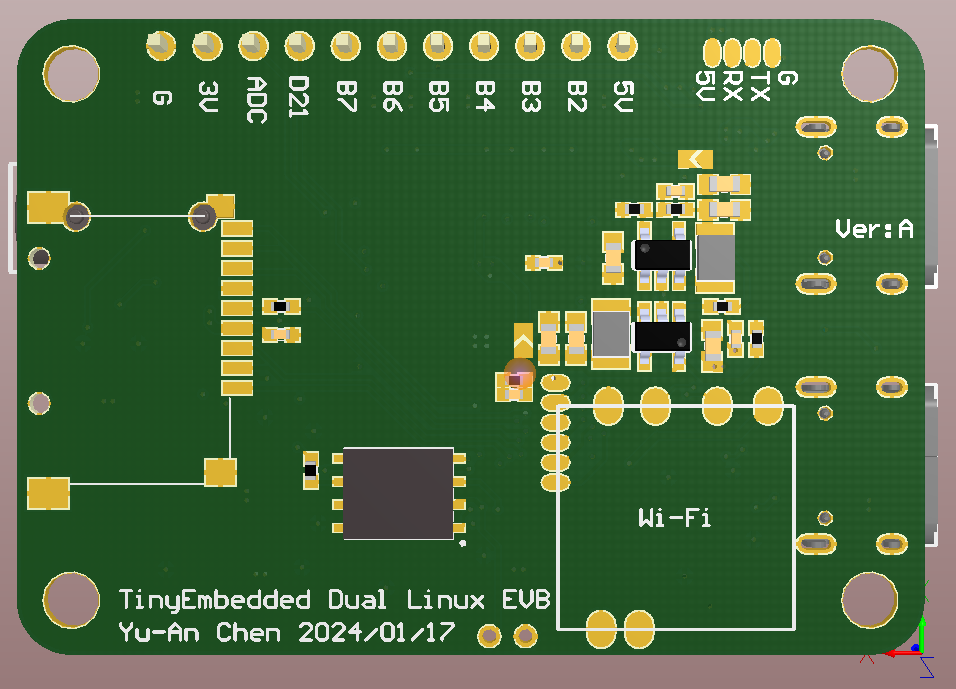 G 3V ADC D21 B7 B6 B5 B4 B3 B2 5V
5V RX TX G
Ver:A
Wi-Fi
TinyEmbedded Dual Linux EVB
Yu-An Chen 2024/01/17
Z